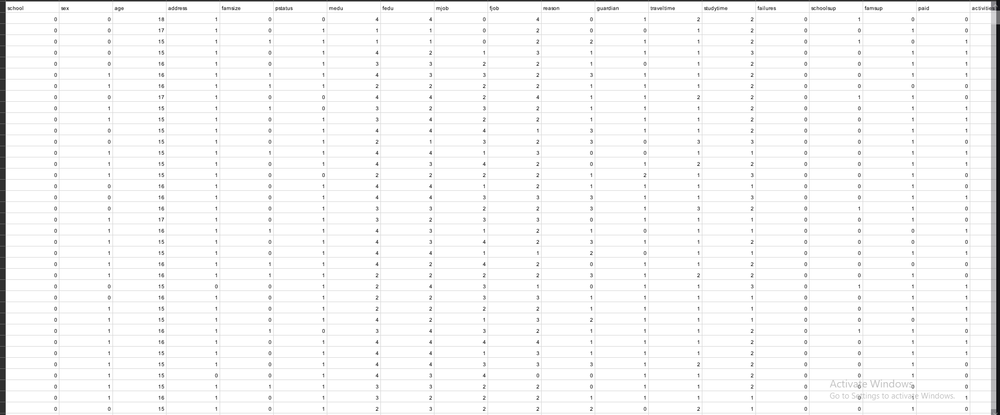 school sex age address famsize pstatus medu fedu mjob fjob reason guardian traveltime studytime failures schoolsup famsup paid activities
0 0 18 1 0 0 4 4 0 4 0 1 2 2 0 1 0 0
0 0 17 1 0 1 1 1 0 2 0 0 1 2 0 0 1 0
0 0 15 1 1 1 1 1 0 2 2 1 1 2 0 1 0 1
0 0 15 1 0 1 4 2 1 3 1 1 1 3 0 0 1 1
0 0 16 1 0 1 3 3 2 2 1 0 1 2 0 0 1 1
0 1 16 1 1 1 4 3 3 2 3 1 1 2 0 0 1 1
0 1 16 1 1 1 2 2 2 2 1 1 1 2 0 0 0 0
0 0 17 1 0 0 4 4 2 4 1 1 2 2 0 1 1 0
0 1 15 1 1 0 3 2 3 2 1 1 1 2 0 0 1 1
0 1 15 1 0 1 3 4 2 2 1 1 1 2 0 0 1 1
0 0 15 1 0 1 4 4 4 1 3 1 1 2 0 0 1 1
0 0 15 1 0 1 2 1 3 2 3 0 3 3 0 0 1 0
0 1 15 1 1 1 4 4 1 3 0 0 1 1 0 0 1 1
0 1 15 1 0 1 4 3 4 2 0 1 2 2 0 0 1 1
0 1 15 1 0 0 2 2 2 2 1 2 1 3 0 0 1 0
0 0 16 1 0 1 4 4 1 2 1 1 1 1 0 0 1 0
0 0 16 1 0 1 4 4 3 3 3 1 1 3 0 0 1 1
0 0 16 1 0 1 3 3 2 2 3 1 3 2 0 1 1 0
0 1 17 1 0 1 3 2 3 3 0 1 1 1 0 0 1 0
0 1 16 1 1 1 4 3 1 2 1 0 1 1 0 0 0 1
0 1 15 1 0 1 4 3 4 2 3 1 1 2 0 0 0 0
0 1 15 1 0 1 4 4 1 1 2 0 1 1 0 0 1 1
0 1 16 1 1 1 4 2 4 2 0 1 1 2 0 0 0 0
0 1 16 1 1 1 2 2 2 2 3 1 2 2 0 0 1 0
0 0 15 0 0 1 2 4 3 1 0 1 1 3 0 1 1 1
0 0 16 1 0 1 2 2 3 3 1 1 1 1 0 0 1 1
0 1 15 1 0 1 2 2 2 2 1 1 1 1 0 0 1 1
0 1 15 1 0 1 4 2 1 3 2 1 1 1 0 0 0 1
0 1 16 1 1 0 3 4 3 2 1 1 1 2 0 1 1 0
0 1 16 1 0 1 4 4 4 4 1 1 1 2 0 0 1 1
0 1 15 1 0 1 4 4 1 3 1 1 1 2 0 0 1 1
0 1 15 1 0 1 4 4 3 3 3 1 2 2 0 0 1 0
0 1 15 0 0 1 4 3 4 0 0 1 1 2 0 0 1 0
0 1 15 1 1 1 3 3 2 2 0 1 1 2 0 0 0 0
0 1 16 1 0 1 3 2 2 2 1 1 1 1 0 0 1 1
0 0 15 1 0 1 2 3 2 2 2 0 2 1 0 0 1 0
Activate Windows
Go to Settings to activate Windows.